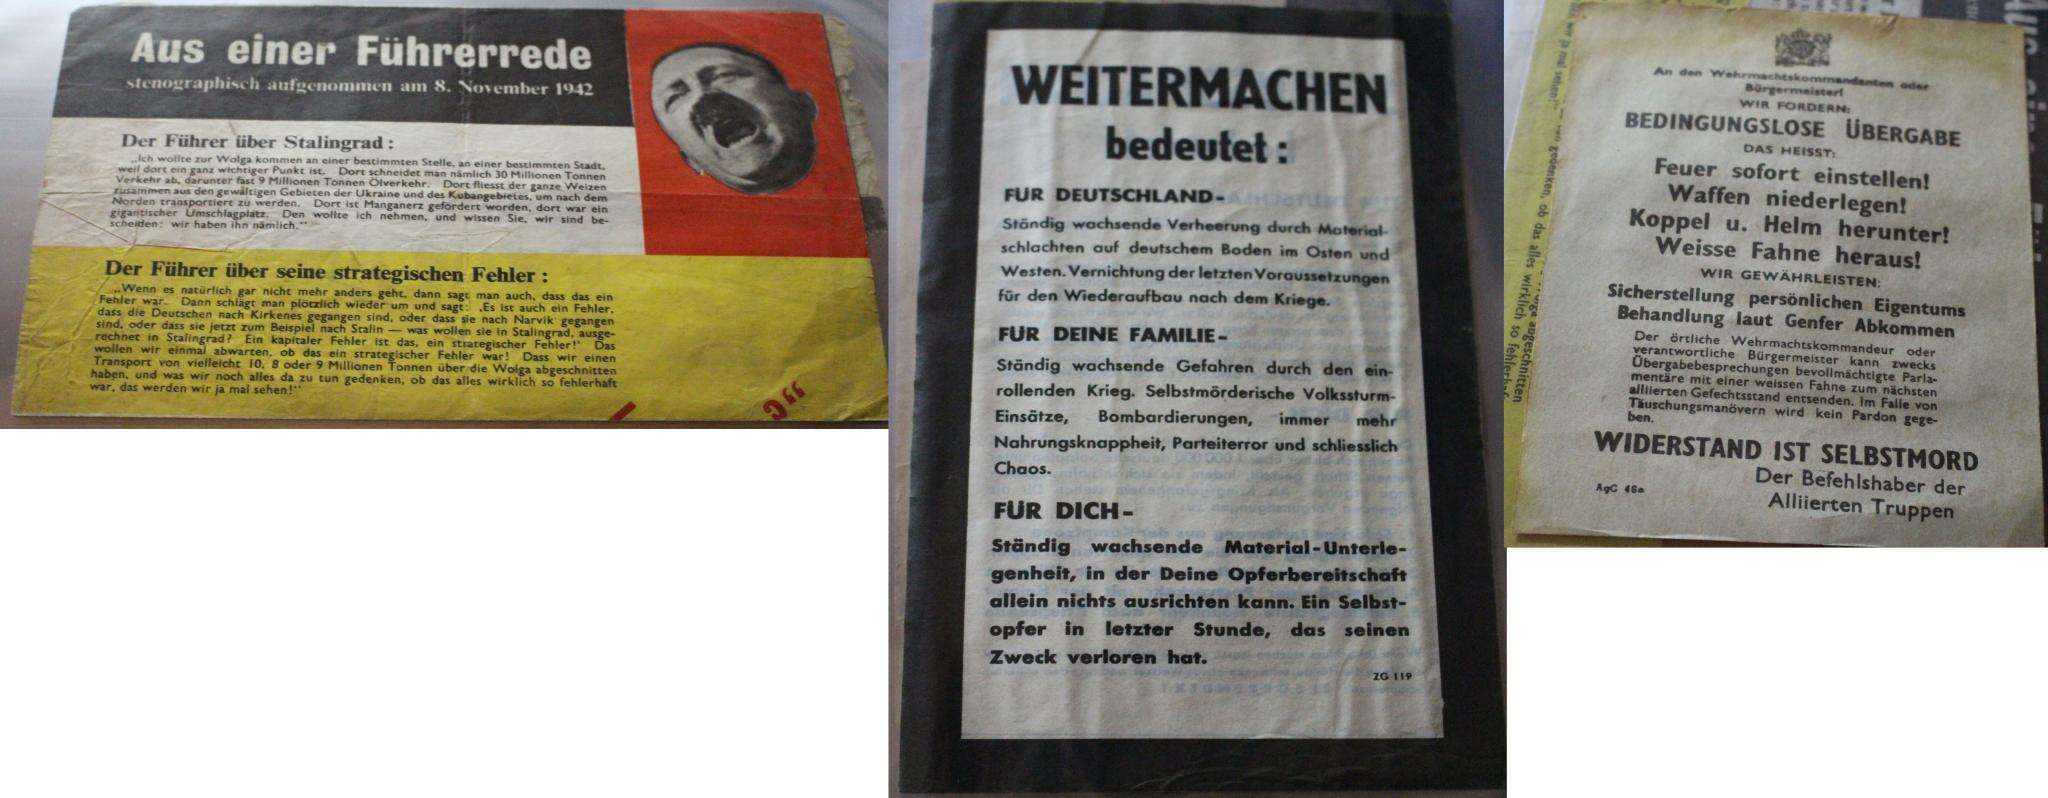 Aus einer Führerrede
stenographisch aufgenommen am 8. November 1942
Der Führer über Stalingrad:
„Ich wollte zur Wolga kommen an einer bestimmten Stelle, an einer bestimmten Stadt,
weil dort ein ganz wichtiger Punkt ist. Dort schneidet man nämlich 30 Millionen Tonnen
Verkehr ab, darunter fast 9 Millionen Tonnen Ölverkehr. Dort fliesst der ganze Weizen
zusammen aus den gewaltigen Gebieten der Ukraine und des Kubangebietes, um nach dem
Norden transportiert zu werden. Dort ist Manganerz gefördert worden, dort war ein
gigantischer Umschlagplatz. Den wollte ich nehmen, und wissen Sie, wir sind be-
scheiden: wir haben ihn nämlich.“
Der Führer über seine strategischen Fehler:
„Wenn es natürlich gar nicht mehr anders geht, dann sagt man auch, dass das ein
Fehler war. Dann schlägt man plötzlich wieder um und sagt: ‚Es ist auch ein Fehler,
dass die Deutschen nach Kirkenes gegangen sind, oder dass sie nach Narvik gegangen
sind, oder dass sie jetzt zum Beispiel nach Stalin — was wollen sie in Stalingrad, ausge-
rechnet in Stalingrad? Ein kapitaler Fehler ist das, ein strategischer Fehler!‘ Das
wollen wir einmal abwarten, ob das ein strategischer Fehler war! Dass wir einen
Transport von vielleicht 10, 8 oder 9 Millionen Tonnen über die Wolga abgeschnitten
haben, und was wir noch alles da zu tun gedenken, ob das alles wirklich so fehlerhaft
war, das werden wir ja mal sehen!“
WEITERMACHEN
bedeutet:
FÜR DEUTSCHLAND-
Ständig wachsende Verheerung durch Material-
schlachten auf deutschem Boden im Osten und
Westen. Vernichtung der letzten Voraussetzungen
für den Wiederaufbau nach dem Kriege.
FÜR DEINE FAMILIE-
Ständig wachsende Gefahren durch den ein-
rollenden Krieg. Selbstmörderische Volkssturm-
Einsätze, Bombardierungen, immer mehr
Nahrungsknappheit, Parteiterror und schliesslich
Chaos.
FÜR DICH-
Ständig wachsende Material-Unterle-
genheit, in der Deine Opferbereitschaft
allein nichts ausrichten kann. Ein Selbst-
opfer in letzter Stunde, das seinen
Zweck verloren hat.
ZG 119
An den Wehrmachtskommandanten oder
Bürgermeister!
WIR FORDERN:
BEDINGUNGSLOSE ÜBERGABE
DAS HEISST:
Feuer sofort einstellen!
Waffen niederlegen!
Koppel u. Helm herunter!
Weisse Fahne heraus!
WIR GEWÄHRLEISTEN:
Sicherstellung persönlichen Eigentums
Behandlung laut Genfer Abkommen
Der örtliche Wehrmachtskommandeur oder
verantwortliche Bürgermeister kann zwecks
Übergabebesprechungen bevollmächtigte Parla-
mentäre mit einer weissen Fahne zum nächsten
alliierten Gefechtsstand entsenden. Im Falle von
Täuschungsmanövern wird kein Pardon gege-
ben.
WIDERSTAND IST SELBSTMORD
Der Befehlshaber der
Alliierten Truppen
AgG 46a